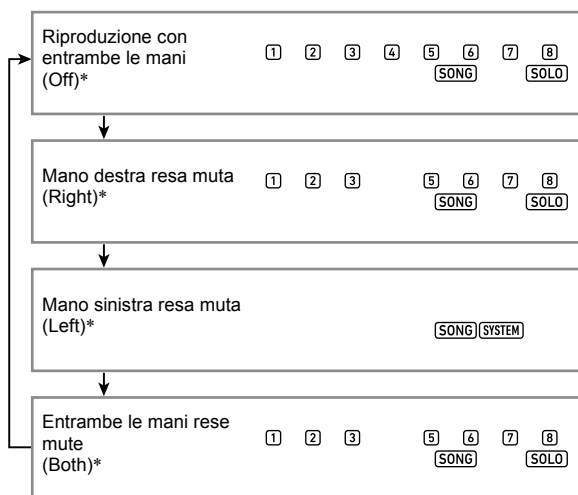 Riproduzione con
entrambe le mani
(Off)*
1 2 3 4 5 6 7 8
SONG SOLO
Mano destra resa muta
(Right)*
1 2 3 5 6 7 8
SONG SOLO
Mano sinistra resa muta
(Left)*
SONG SYSTEM
Entrambe le mani rese
mute
(Both)*
1 2 3 5 6 7 8
SONG SOLO